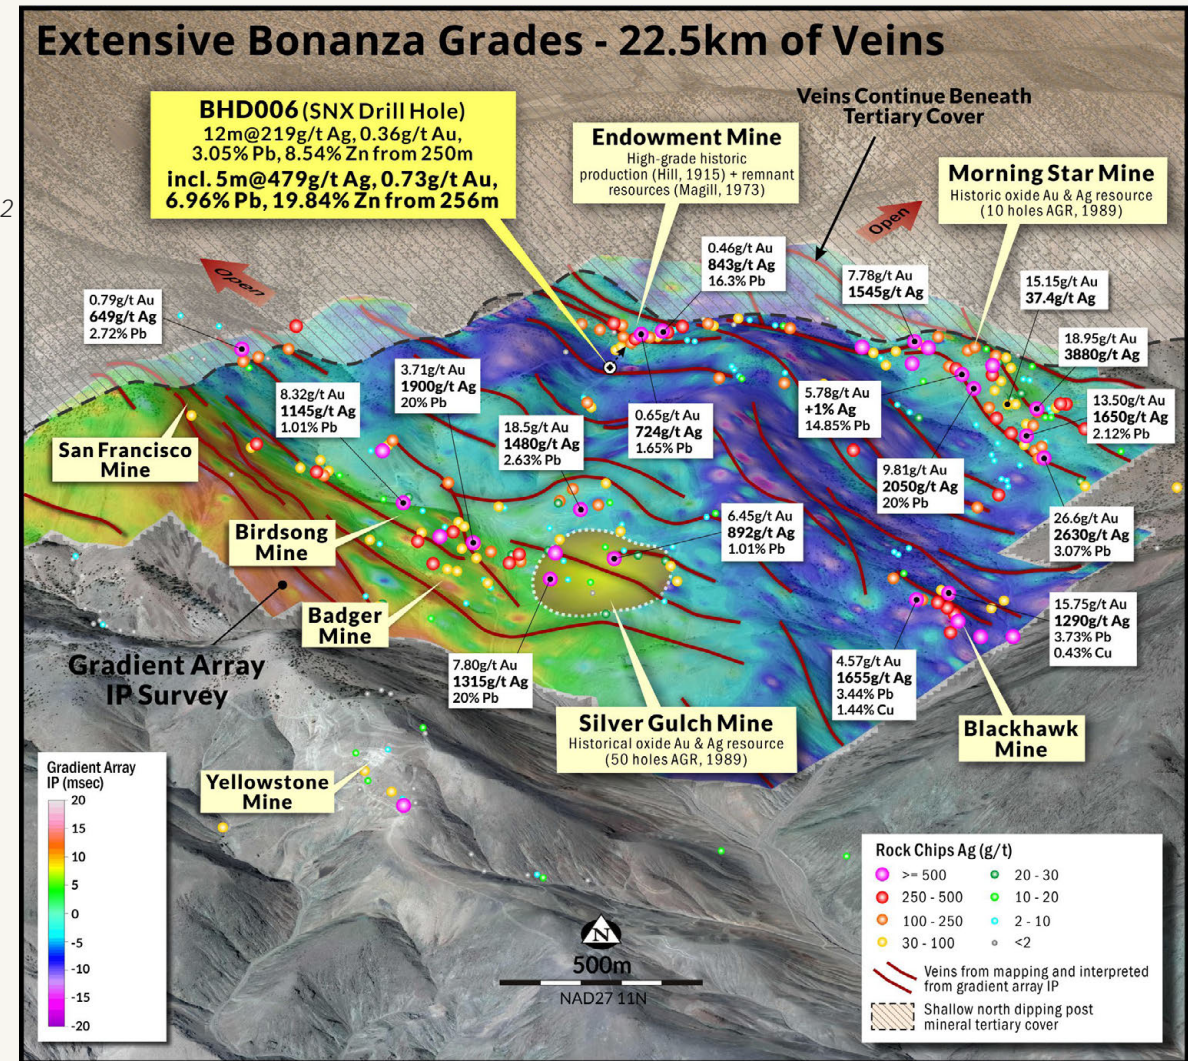 Extensive Bonanza Grades - 22.5km of Veins
BHD006 (SNX Drill Hole)
12m@219g/t Ag, 0.36g/t Au,
3.05% Pb, 8.54% Zn from 250m
incl. 5m@479g/t Ag, 0.73g/t Au,
6.96% Pb, 19.84% Zn from 256m
2
Endowment Mine
High-grade historic
production (Hill, 1915) + remnant
resources (Magill, 1973)
Veins Continue Beneath
Tertiary Cover
Morning Star Mine
Historic oxide Au & Ag resource
(10 holes AGR, 1989)
Open
Open
0.79g/t Au
649g/t Ag
2.72% Pb
0.46g/t Au
843g/t Ag
16.3% Pb
7.78g/t Au
1545g/t Ag
15.15g/t Au
37.4g/t Ag
18.95g/t Au
3880g/t Ag
8.32g/t Au
1145g/t Ag
1.01% Pb
3.71g/t Au
1900g/t Ag
20% Pb
18.5g/t Au
1480g/t Ag
2.63% Pb
0.65g/t Au
724g/t Ag
1.65% Pb
5.78g/t Au
+1% Ag
14.85% Pb
13.50g/t Au
1650g/t Ag
2.12% Pb
San Francisco
Mine
9.81g/t Au
2050g/t Ag
20% Pb
Birdsong
Mine
6.45g/t Au
892g/t Ag
1.01% Pb
26.6g/t Au
2630g/t Ag
3.07% Pb
Badger
Mine
15.75g/t Au
1290g/t Ag
3.73% Pb
0.43% Cu
Gradient Array
IP Survey
7.80g/t Au
1315g/t Ag
20% Pb
4.57g/t Au
1655g/t Ag
3.44% Pb
1.44% Cu
Silver Gulch Mine
Historical oxide Au & Ag resource
(50 holes AGR, 1989)
Blackhawk
Mine
Yellowstone
Mine
Gradient Array
IP (msec)
20
15
10
5
0
-5
-10
-15
-20
N
500m
NAD27 11N
Rock Chips Ag (g/t)
>= 500
250 - 500
100 - 250
30 - 100
20 - 30
10 - 20
2 - 10
<2
Veins from mapping and interpreted
from gradient array IP
Shallow north dipping post
mineral tertiary cover